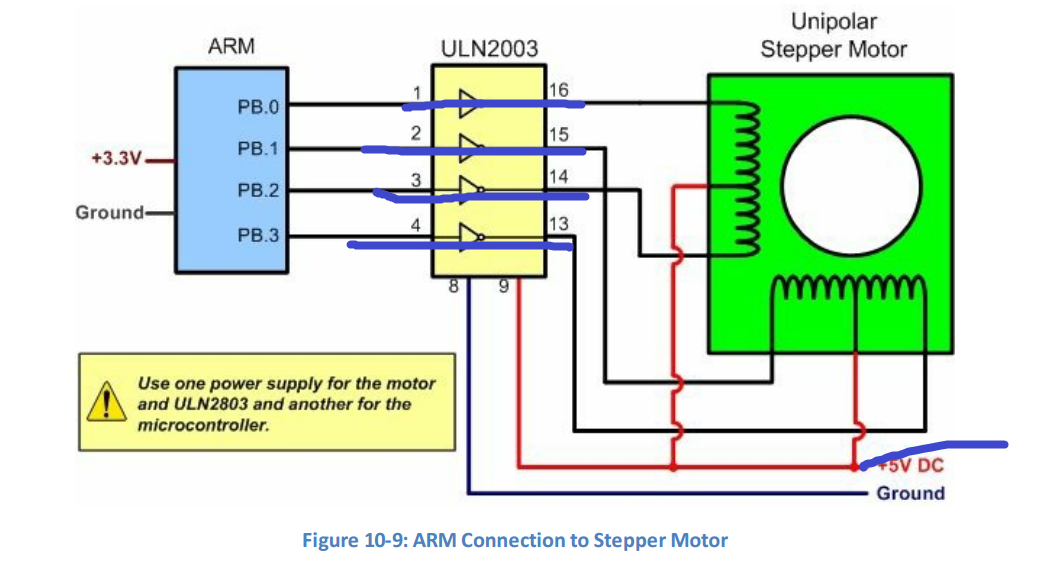 Unipolar
Stepper Motor
ARM
ULN2003
PB.0
1
16
PB.1
2
15
+3.3V
PB.2
3
14
Ground
PB.3
4
13
8
9
Use one power supply for the motor
and ULN2803 and another for the
microcontroller.
+5V DC
Ground
Figure 10-9: ARM Connection to Stepper Motor